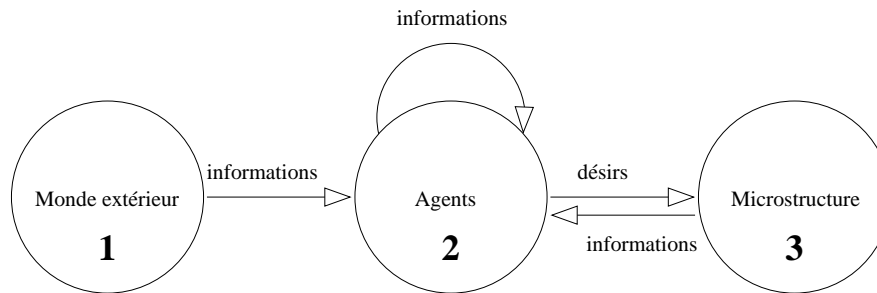 informations
informations
désirs
Monde extérieur
Agents
Microstructure
informations
1
2
3